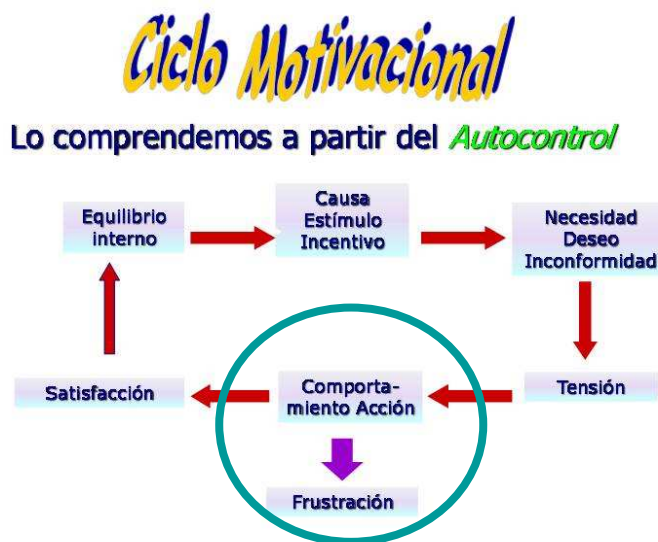 Ciclo Motivacional
Lo comprendemos a partir del Autocontrol
Equilibrio
interno
Causa
Estímulo
Incentivo
Necesidad
Deseo
Inconformidad
Satisfacción
Comporta-
miento Acción
Tensión
Frustración